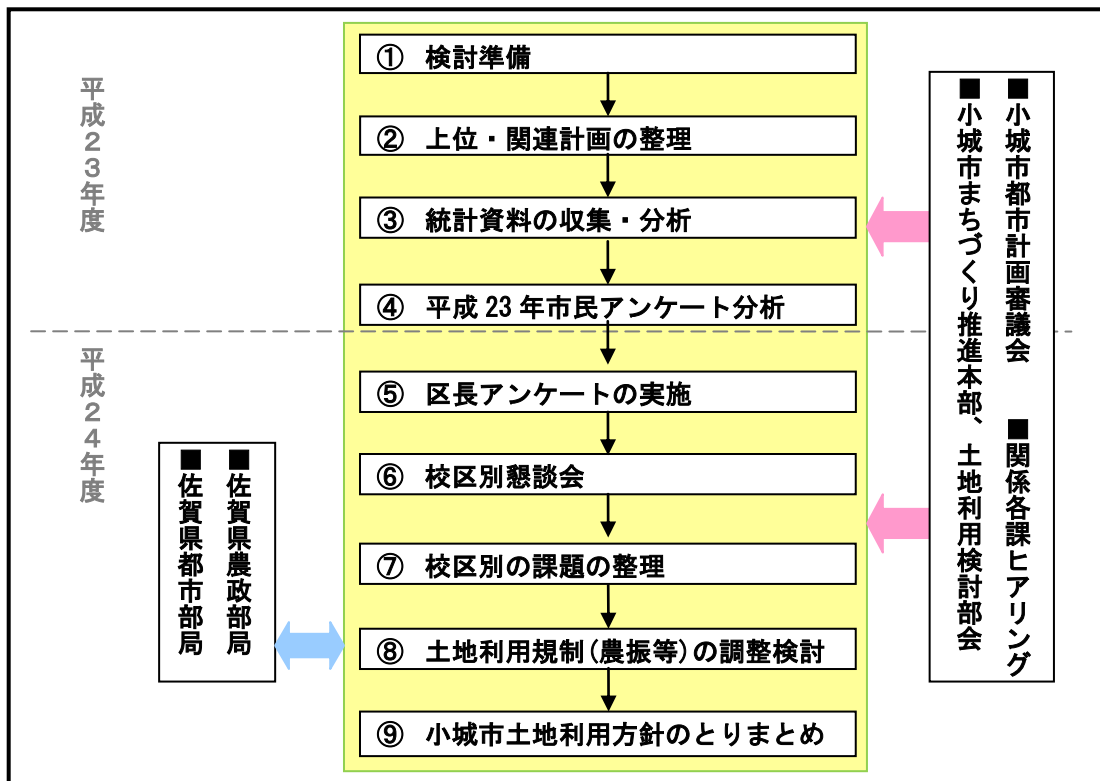 平成23年度
① 検討準備
② 上位・関連計画の整理
③ 統計資料の収集・分析
④ 平成 23 年市民アンケート分析
平成24年度
⑤ 区長アンケートの実施
⑥ 校区別懇談会
⑦ 校区別の課題の整理
⑧ 土地利用規制(農振等)の調整検討
⑨ 小城市土地利用方針のとりまとめ
■小城市都市計画審議会 ■関係各課ヒアリング
■小城市まちづくり推進本部、土地利用検討部会
■佐賀県農政部局
■佐賀県都市部局